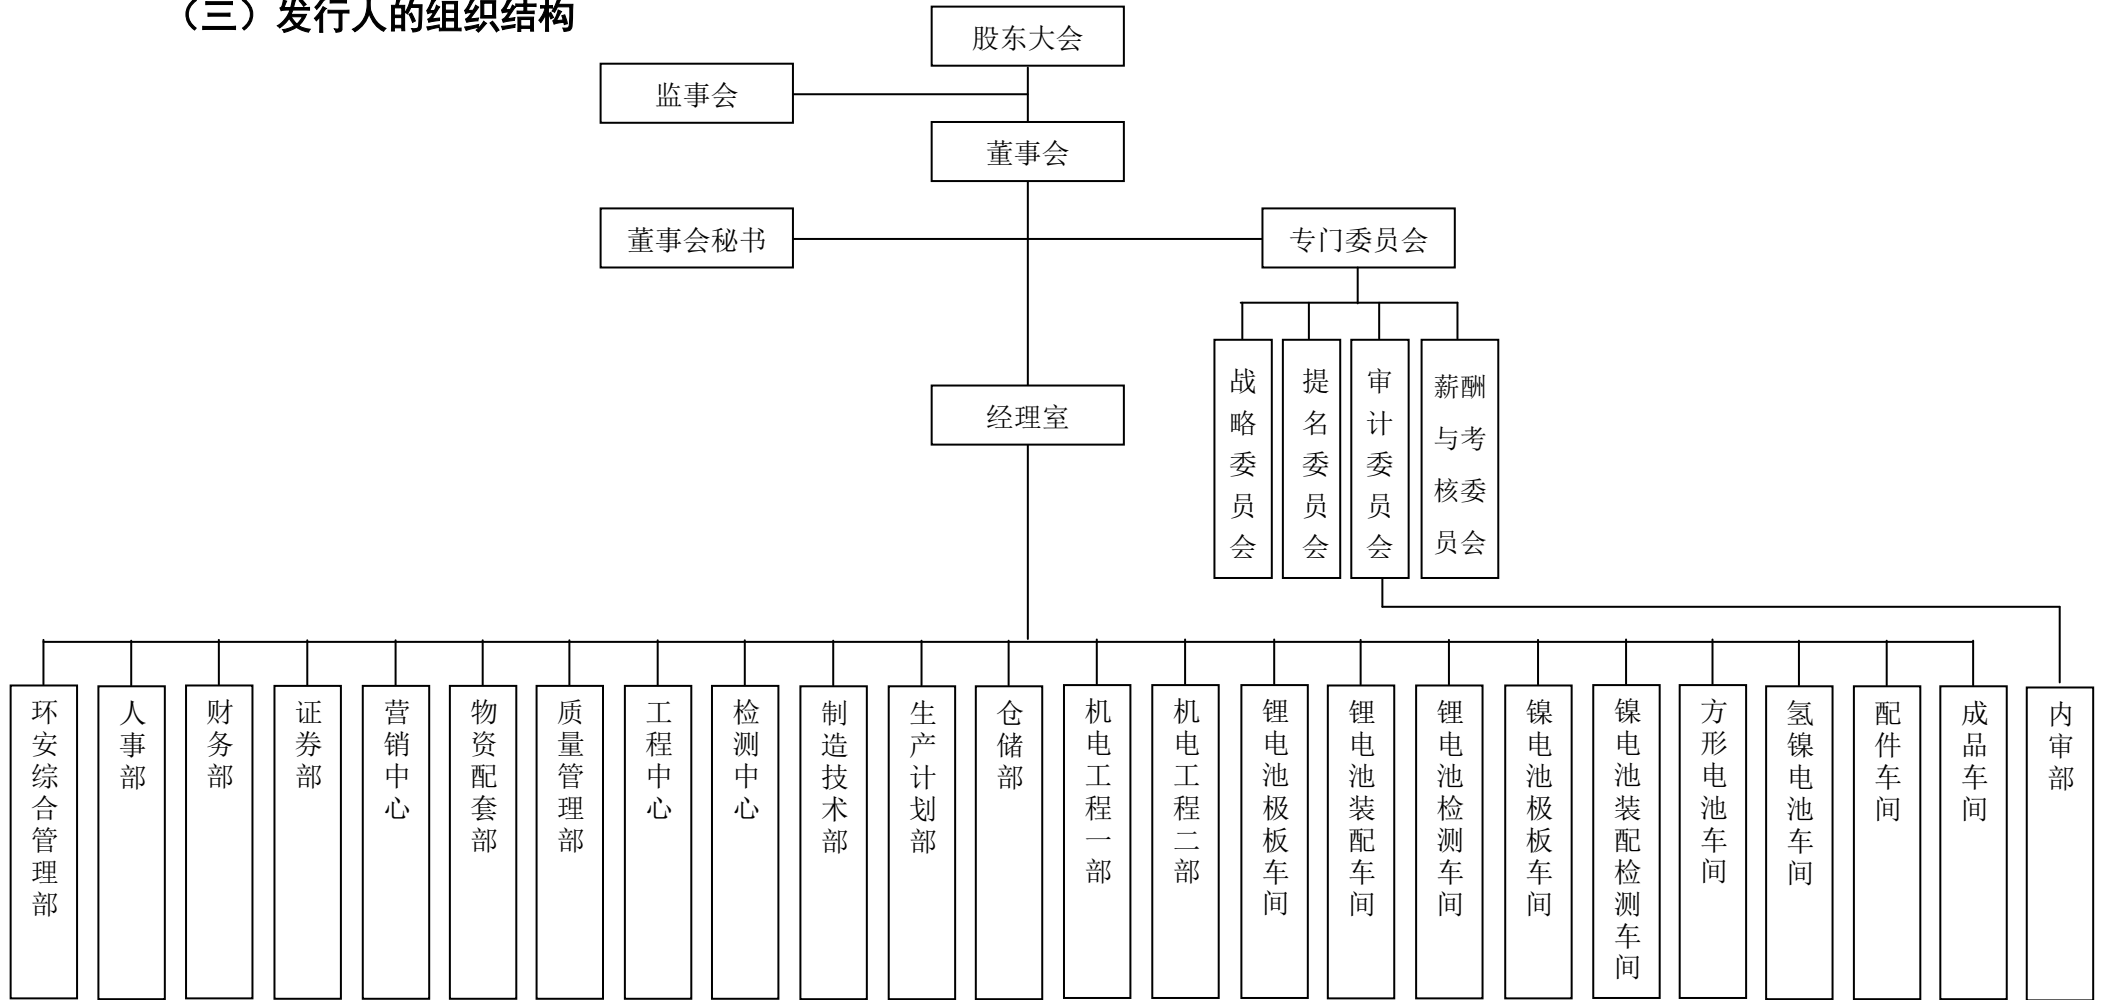 （三）发行人的组织结构
股东大会
监事会
董事会
董事会秘书
专门委员会
经理室
战略委员会
提名委员会
审计委员会
薪酬
与考
核委
员会
环安综合管理部
人事部
财务部
证券部
营销中心
物资配套部
质量管理部
工程中心
检测中心
制造技术部
生产计划部
仓储部
机电工程一部
机电工程二部
锂电池极板车间
锂电池装配车间
锂电池检测车间
镍电池极板车间
镍电池装配检测车间
方形电池车间
氢镍电池车间
配件车间
成品车间
内审部